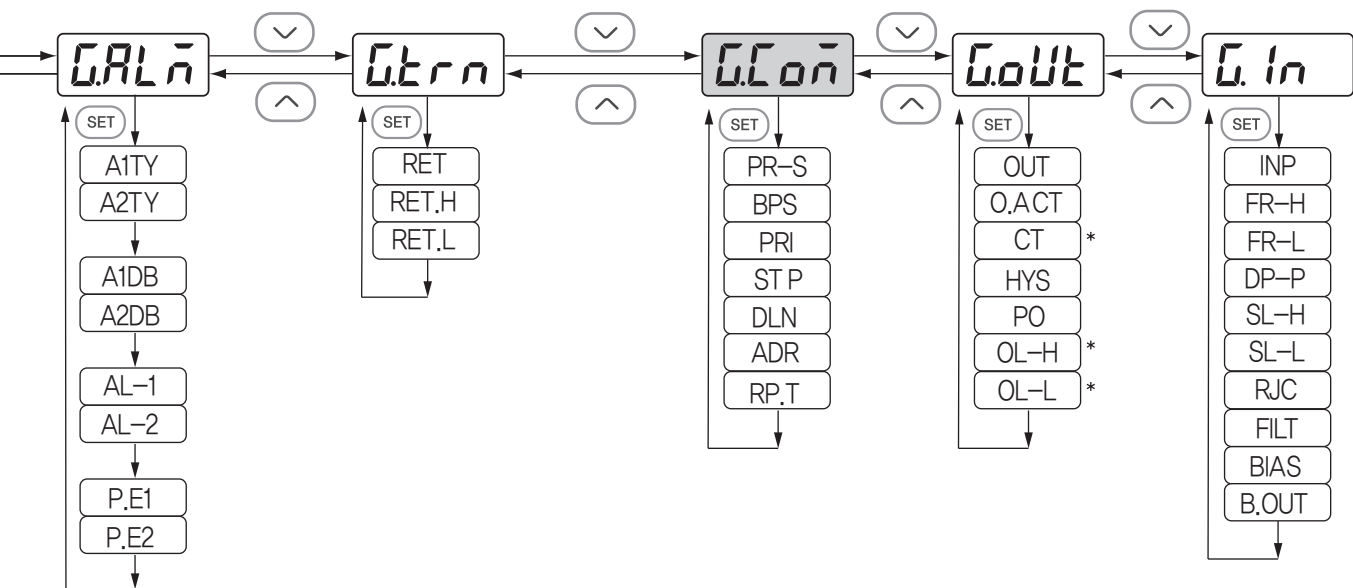 G.ALM
G.trn
G.Com
G.oUt
G. In
SET
A1TY
A2TY
A1DB
A2DB
AL-1
AL-2
P.E1
P.E2
SET
RET
RET.H
RET.L
SET
PR-S
BPS
PRI
STP
DLN
ADR
RP.T
SET
OUT
O.ACT
CT *
HYS
PO
OL-H *
OL-L *
SET
INP
FR-H
FR-L
DP-P
SL-H
SL-L
RJC
FILT
BIAS
B.OUT